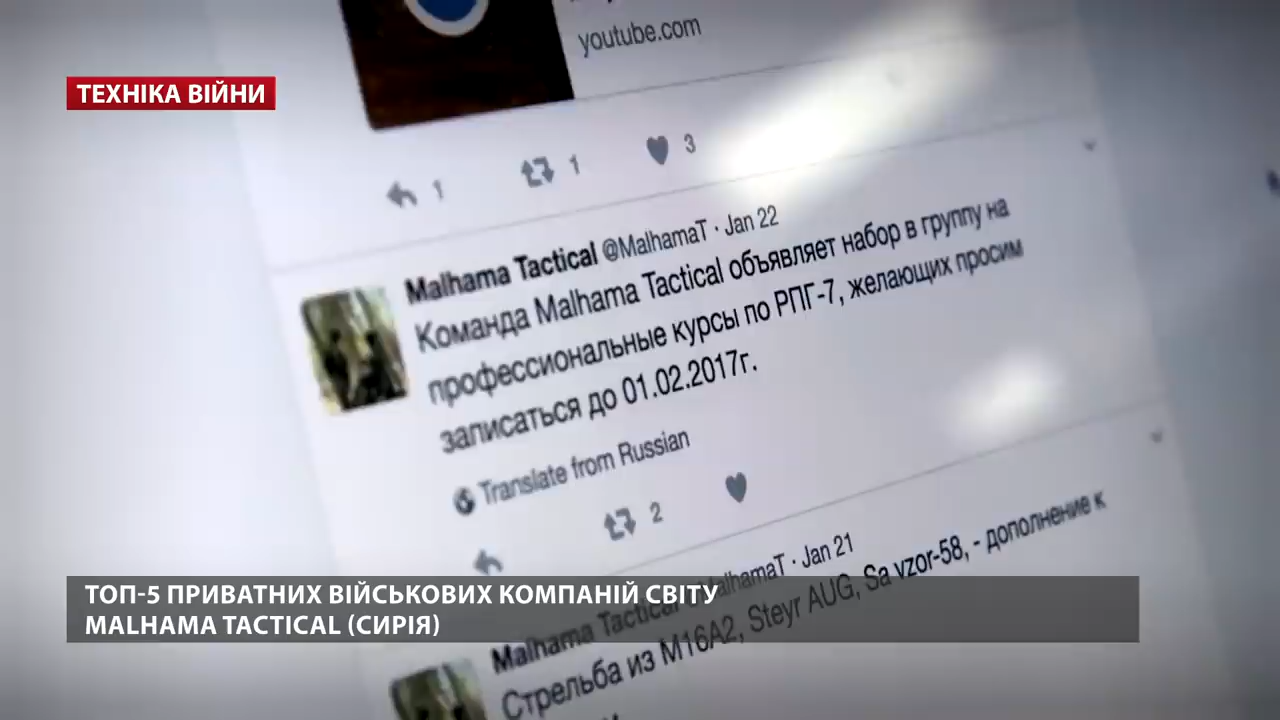 youtube.com
ТЕХНІКА ВІЙНИ
1
1
3
Malhama Tactical @MalhamaT · Jan 22
Команда Malhama Tactical объявляет набор в группу на
профессиональные курсы по РПГ-7, желающих просим
записаться до 01.02.2017г.
Translate from Russian
2
Malhama Tactical @MalhamaT · Jan 21
Стрельба из M16A2, Steyr AUG, Sa vzor-58, - дополнение к
ТОП-5 ПРИВАТНИХ ВІЙСЬКОВИХ КОМПАНІЙ СВІТУ
MALHAMA TACTICAL (СИРІЯ)